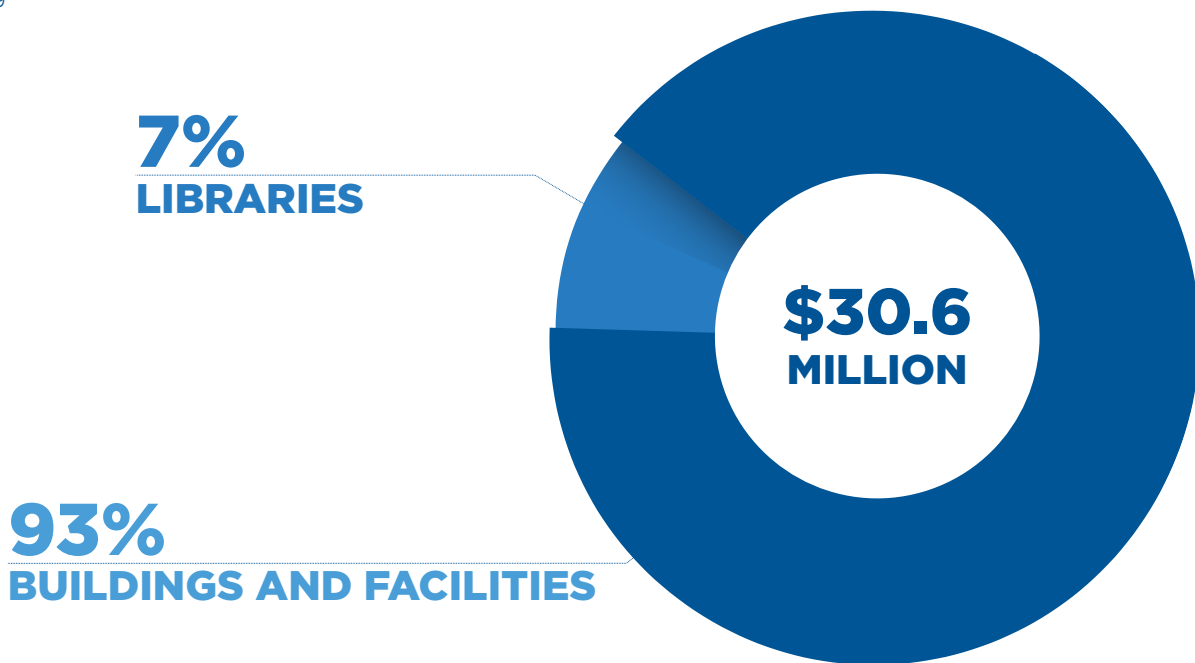 7%
LIBRARIES
$30.6
MILLION
93%
BUILDINGS AND FACILITIES